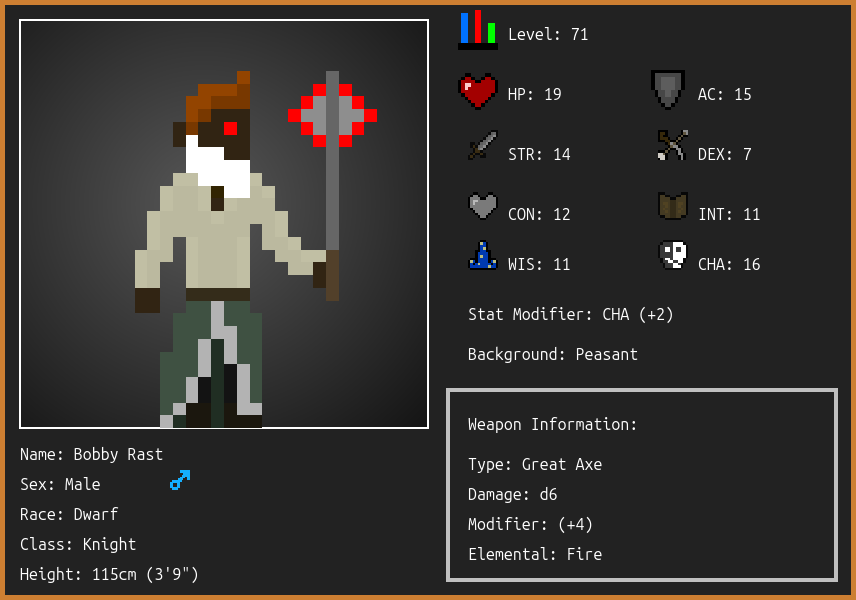 Level: 71
HP: 19
AC: 15
STR: 14
DEX: 7
CON: 12
INT: 11
WIS: 11
CHA: 16
Stat Modifier: CHA (+2)
Background: Peasant
Weapon Information:
Type: Great Axe
Damage: d6
Modifier: (+4)
Elemental: Fire
Name: Bobby Rast
Sex: Male
Race: Dwarf
Class: Knight
Height: 115cm (3'9")